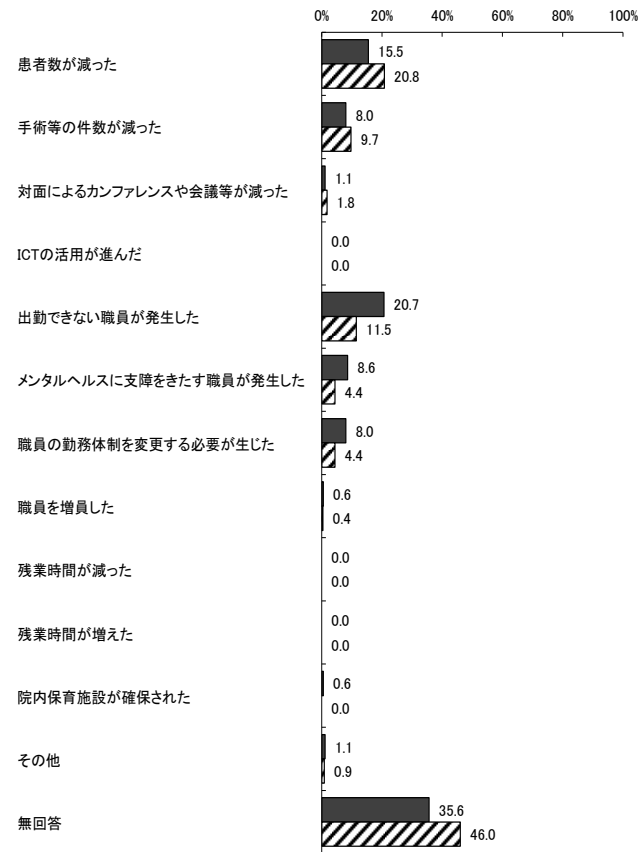 0% 20% 40% 60% 80% 100%
患者数が減った
15.5
20.8
手術等の件数が減った
8.0
9.7
対面によるカンファレンスや会議等が減った
1.1
1.8
ICTの活用が進んだ
0.0
0.0
出勤できない職員が発生した
20.7
11.5
メンタルヘルスに支障をきたす職員が発生した
8.6
4.4
職員の勤務体制を変更する必要が生じた
8.0
4.4
職員を増員した
0.6
0.4
残業時間が減った
0.0
0.0
残業時間が増えた
0.0
0.0
院内保育施設が確保された
0.6
0.0
その他
1.1
0.9
無回答
35.6
46.0